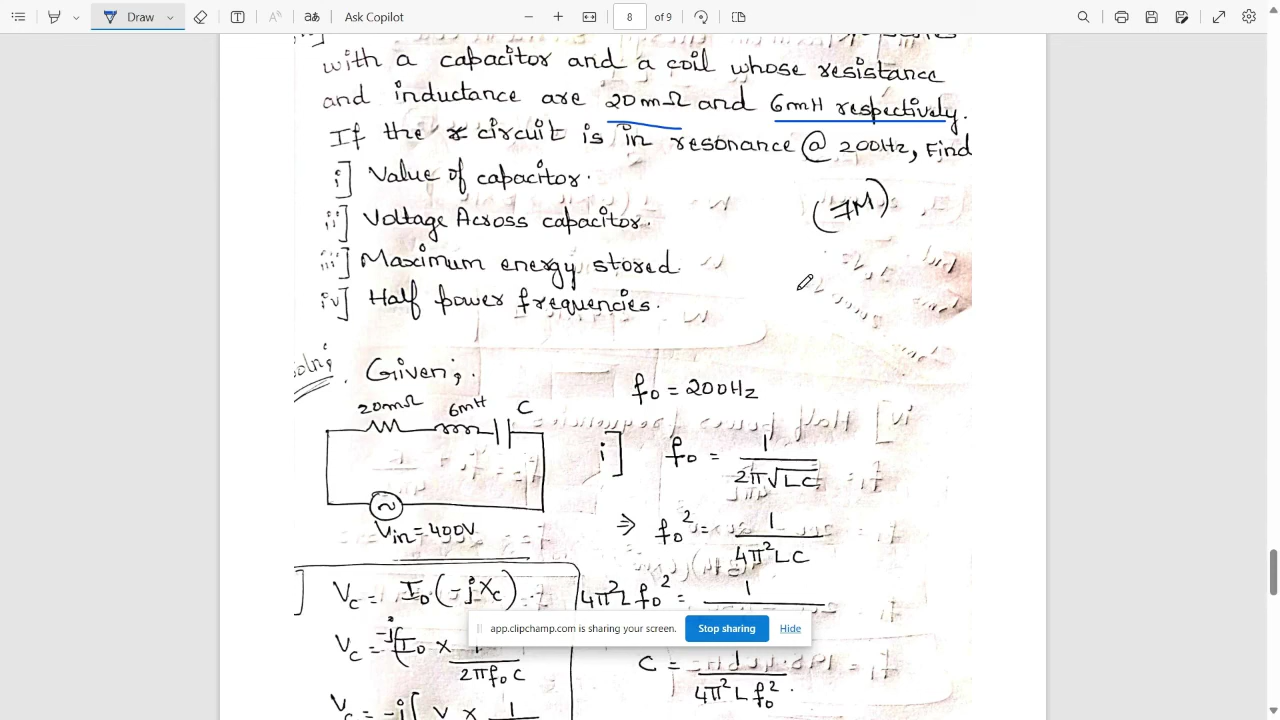 Draw
Ask Copilot
8 of 9
with a capacitor and a coil whose resistance
and inductance are 20mΩ and 6mH respectively.
If the circuit is in resonance @ 200Hz, Find
i] Value of capacitor.
ii] Voltage Across capacitor.
(7M)
iii] Maximum energy stored.
iv] Half power frequencies.
Soln;
Given;
f₀ = 200Hz
20mΩ 6mH C
i] f₀ = 1 / 2π√LC
Vin = 400V
⇒ f₀² = 1 / 4π²LC
] Vc = I₀ (-jXc)
4π²L f₀² = 1
app.clipchamp.com is sharing your screen. Stop sharing Hide
Vc = -j[I₀ × 1 / 2πf₀C
C = 1 / 4π²L f₀².
Vc = -j[ V × 1